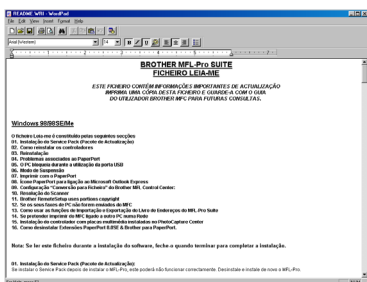 README.WRI - WordPad
File Edit View Insert Format Help
Arial (Western) 14
BROTHER MFL-Pro SUITE
FICHEIRO LEIA-ME
ESTE FICHEIRO CONTÉM INFORMAÇÕES IMPORTANTES DE ACTUALIZAÇÃO
IMPRIMA UMA CÓPIA DESTA FICHEIRO E GUARDE-A COM O GUIA
DO UTILIZADOR BROTHER MFC PARA FUTURAS CONSULTAS.
Windows 98/98SE/Me
O ficheiro Leia-me é constituído pelas seguintes secções
01. Instalação do Service Pack (Pacote de Actualização)
02. Como reinstalar os controladores
03. Reinstalação
04. Problemas associados ao PaperPort
05. O PC bloqueia durante a utilização da porta USB
06. Modo de Suspensão
07. Imprimir com o PaperPort
08. Ícone PaperPort para ligação ao Microsoft Outlook Express
09. Configuração "Conversão para Ficheiro" do Brother MFL Control Center:
10. Resolução do Scanner
11. Brother RemoteSetup uses portions copyright
12. Se os seus faxes de PC não forem enviados do MFC
13. Como usar as funções de Importação e Exportação do Livro de Endereços do MFL-Pro Suite
14. Se pretender imprimir do MFC ligado a outro PC numa Rede
15. Instalação do controlador com placas multimédia instaladas no PhotoCapture Center
16. Como desinstalar Extensões PaperPort 8.0SE & Brother para PaperPort.
Nota: Se ler este ficheiro durante a instalação do software, feche-o quando terminar para completar a instalação.
01. Instalação do Service Pack (Pacote de Actualização):
Se instalar o Service Pack depois de instalar o MFL-Pro, este poderá não funcionar correctamente. Desinstale e instale de novo o MFL-Pro.